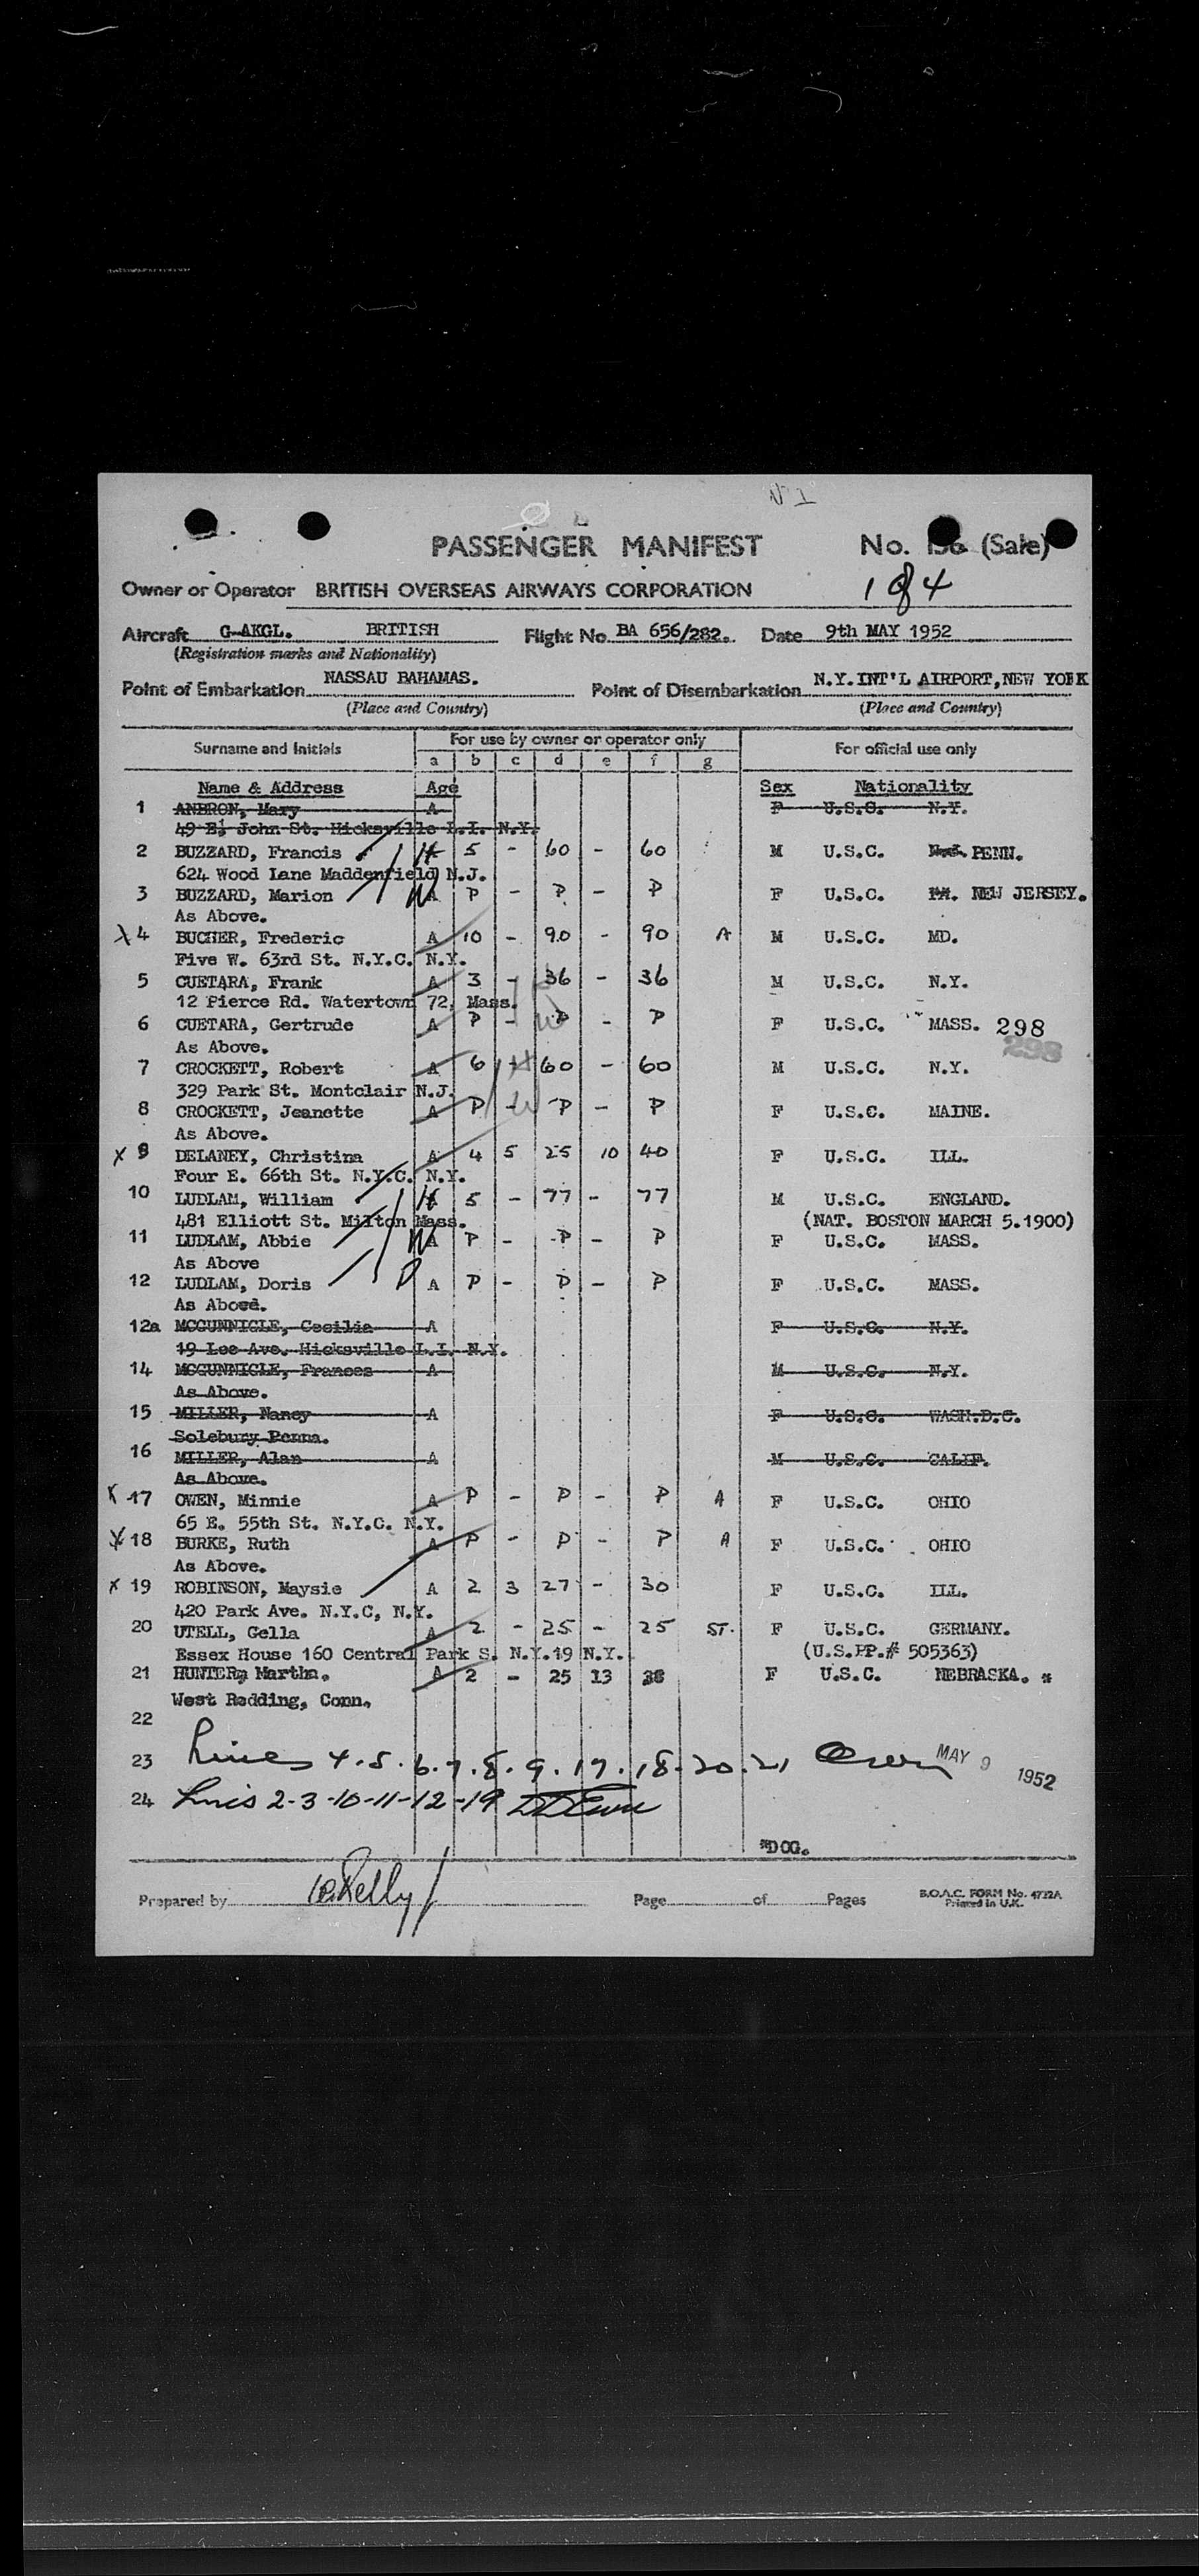 N I
PASSENGER MANIFEST No. (Sale)
Owner or Operator BRITISH OVERSEAS AIRWAYS CORPORATION 1 of 4
Aircraft G-AKGL. BRITISH Flight No. BA 656/282. Date 9th MAY 1952
(Registration marks and Nationality)
Point of Embarkation NASSAU BAHAMAS. Point of Disembarkation N.Y.INT'L AIRPORT,NEW YORK
(Place and Country) (Place and Country)
Surname and Initials For use by owner or operator only For official use only
a b c d e f g
Name & Address Age Sex Nationality
1 ANBRON, Mary A F U.S.C. N.Y.
49 E. John St. Hicksville L.I. N.Y.
2 BUZZARD, Francis H 5 - 60 - 60 M U.S.C. PENN.
624 Wood Lane Maddenfield N.J.
3 BUZZARD, Marion W A P - P - P F U.S.C. PA. NEW JERSEY.
As Above.
X 4 BUCHER, Frederic A 10 - 90 - 90 A M U.S.C. MD.
Five W. 63rd St. N.Y.C. N.Y.
5 CUETARA, Frank A 3 - 36 - 36 M U.S.C. N.Y.
12 Pierce Rd. Watertown 72, Mass.
6 CUETARA, Gertrude A P - P - P F U.S.C. MASS. 298
As Above. 298
7 CROCKETT, Robert A 6 H 60 - 60 M U.S.C. N.Y.
329 Park St. Montclair N.J.
8 CROCKETT, Jeanette A P - W P - P F U.S.C. MAINE.
As Above.
X 9 DELANEY, Christina A 4 5 25 10 40 F U.S.C. ILL.
Four E. 66th St. N.Y.C. N.Y.
10 LUDLAM, William H 5 - 77 - 77 M U.S.C. ENGLAND.
481 Elliott St. Milton Mass. (NAT. BOSTON MARCH 5.1900)
11 LUDLAM, Abbie W A P - P - P F U.S.C. MASS.
As Above
12 LUDLAM, Doris D A P - P - P F U.S.C. MASS.
As Above.
12a MCGUNNIGLE, Cecilia A F U.S.C. N.Y.
19 Lee Ave. Hicksville L.I. N.Y.
14 MCGUNNIGLE, Frances A M U.S.C. N.Y.
As Above.
15 MILLER, Nancy A F U.S.C. WASH.D.C.
Solebury Penna.
16 MILLER, Alan A M U.S.C. CALIF.
As Above.
X 17 OWEN, Minnie A P - P - P A F U.S.C. OHIO
65 E. 55th St. N.Y.C. N.Y.
X 18 BURKE, Ruth A P - P - P A F U.S.C. OHIO
As Above.
X 19 ROBINSON, Maysie A 2 3 27 - 30 F U.S.C. ILL.
420 Park Ave. N.Y.C, N.Y.
20 UTELL, Gella A 2 - 25 - 25 ST. F U.S.C. GERMANY.
Essex House 160 Central Park S. N.Y.19 N.Y. (U.S.PP.# 505363)
21 HUNTER, Martha. A 2 - 25 13 38 F U.S.C. NEBRASKA. *
West Redding, Conn.
22
23 Lines 4.5.6.7.8.9.17.18.20.21 MAY 9 1952
24 Lines 2-3-10-11-12-19
*DOG.
Prepared by Kelly Page of Pages B.O.A.C. FORM No. 4722A
Printed in U.K.